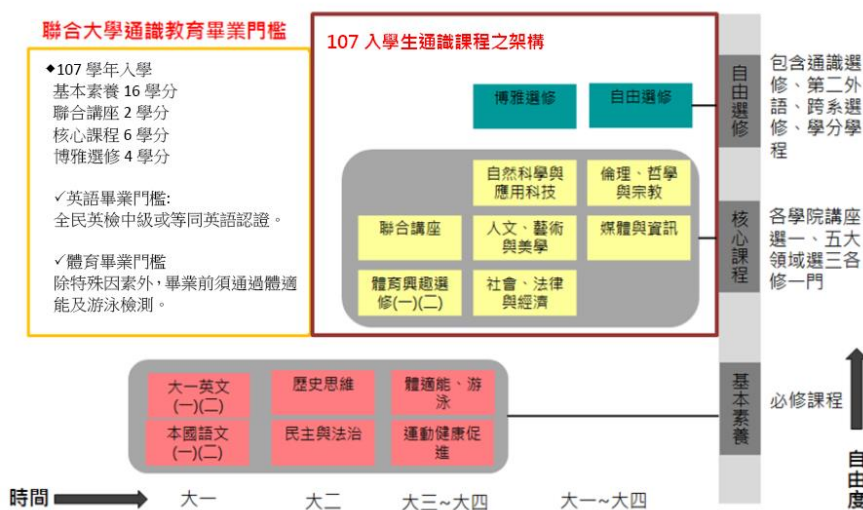 聯合大學通識教育畢業門檻
◆107 學年入學
基本素養 16 學分
聯合講座 2 學分
核心課程 6 學分
博雅選修 4 學分
✓英語畢業門檻:
全民英檢中級或等同英語認證。
✓體育畢業門檻
除特殊因素外，畢業前須通過體適
能及游泳檢測。
107 入學生通識課程之架構
博雅選修
自由選修
自然科學與
應用科技
倫理、哲學
與宗教
聯合講座
人文、藝術
與美學
媒體與資訊
體育興趣選
修(一)(二)
社會、法律
與經濟
自由選修
包含通識選
修、第二外
語、跨系選
修、學分學
程
核心課程
各學院講座
選一、五大
領域選三各
修一門
大一英文
(一)(二)
歷史思維
體適能、游
泳
本國語文
(一)(二)
民主與法治
運動健康促
進
基本素養
必修課程
自由度
時間
大一
大二
大三~大四
大一~大四